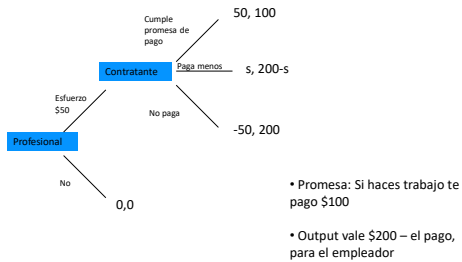 Cumple
promesa de
pago
50, 100
Contratante
Paga menos
s, 200-s
Esfuerzo
$50
No paga
-50, 200
Profesional
No
0,0
• Promesa: Si haces trabajo te
pago $100
• Output vale $200 – el pago,
para el empleador